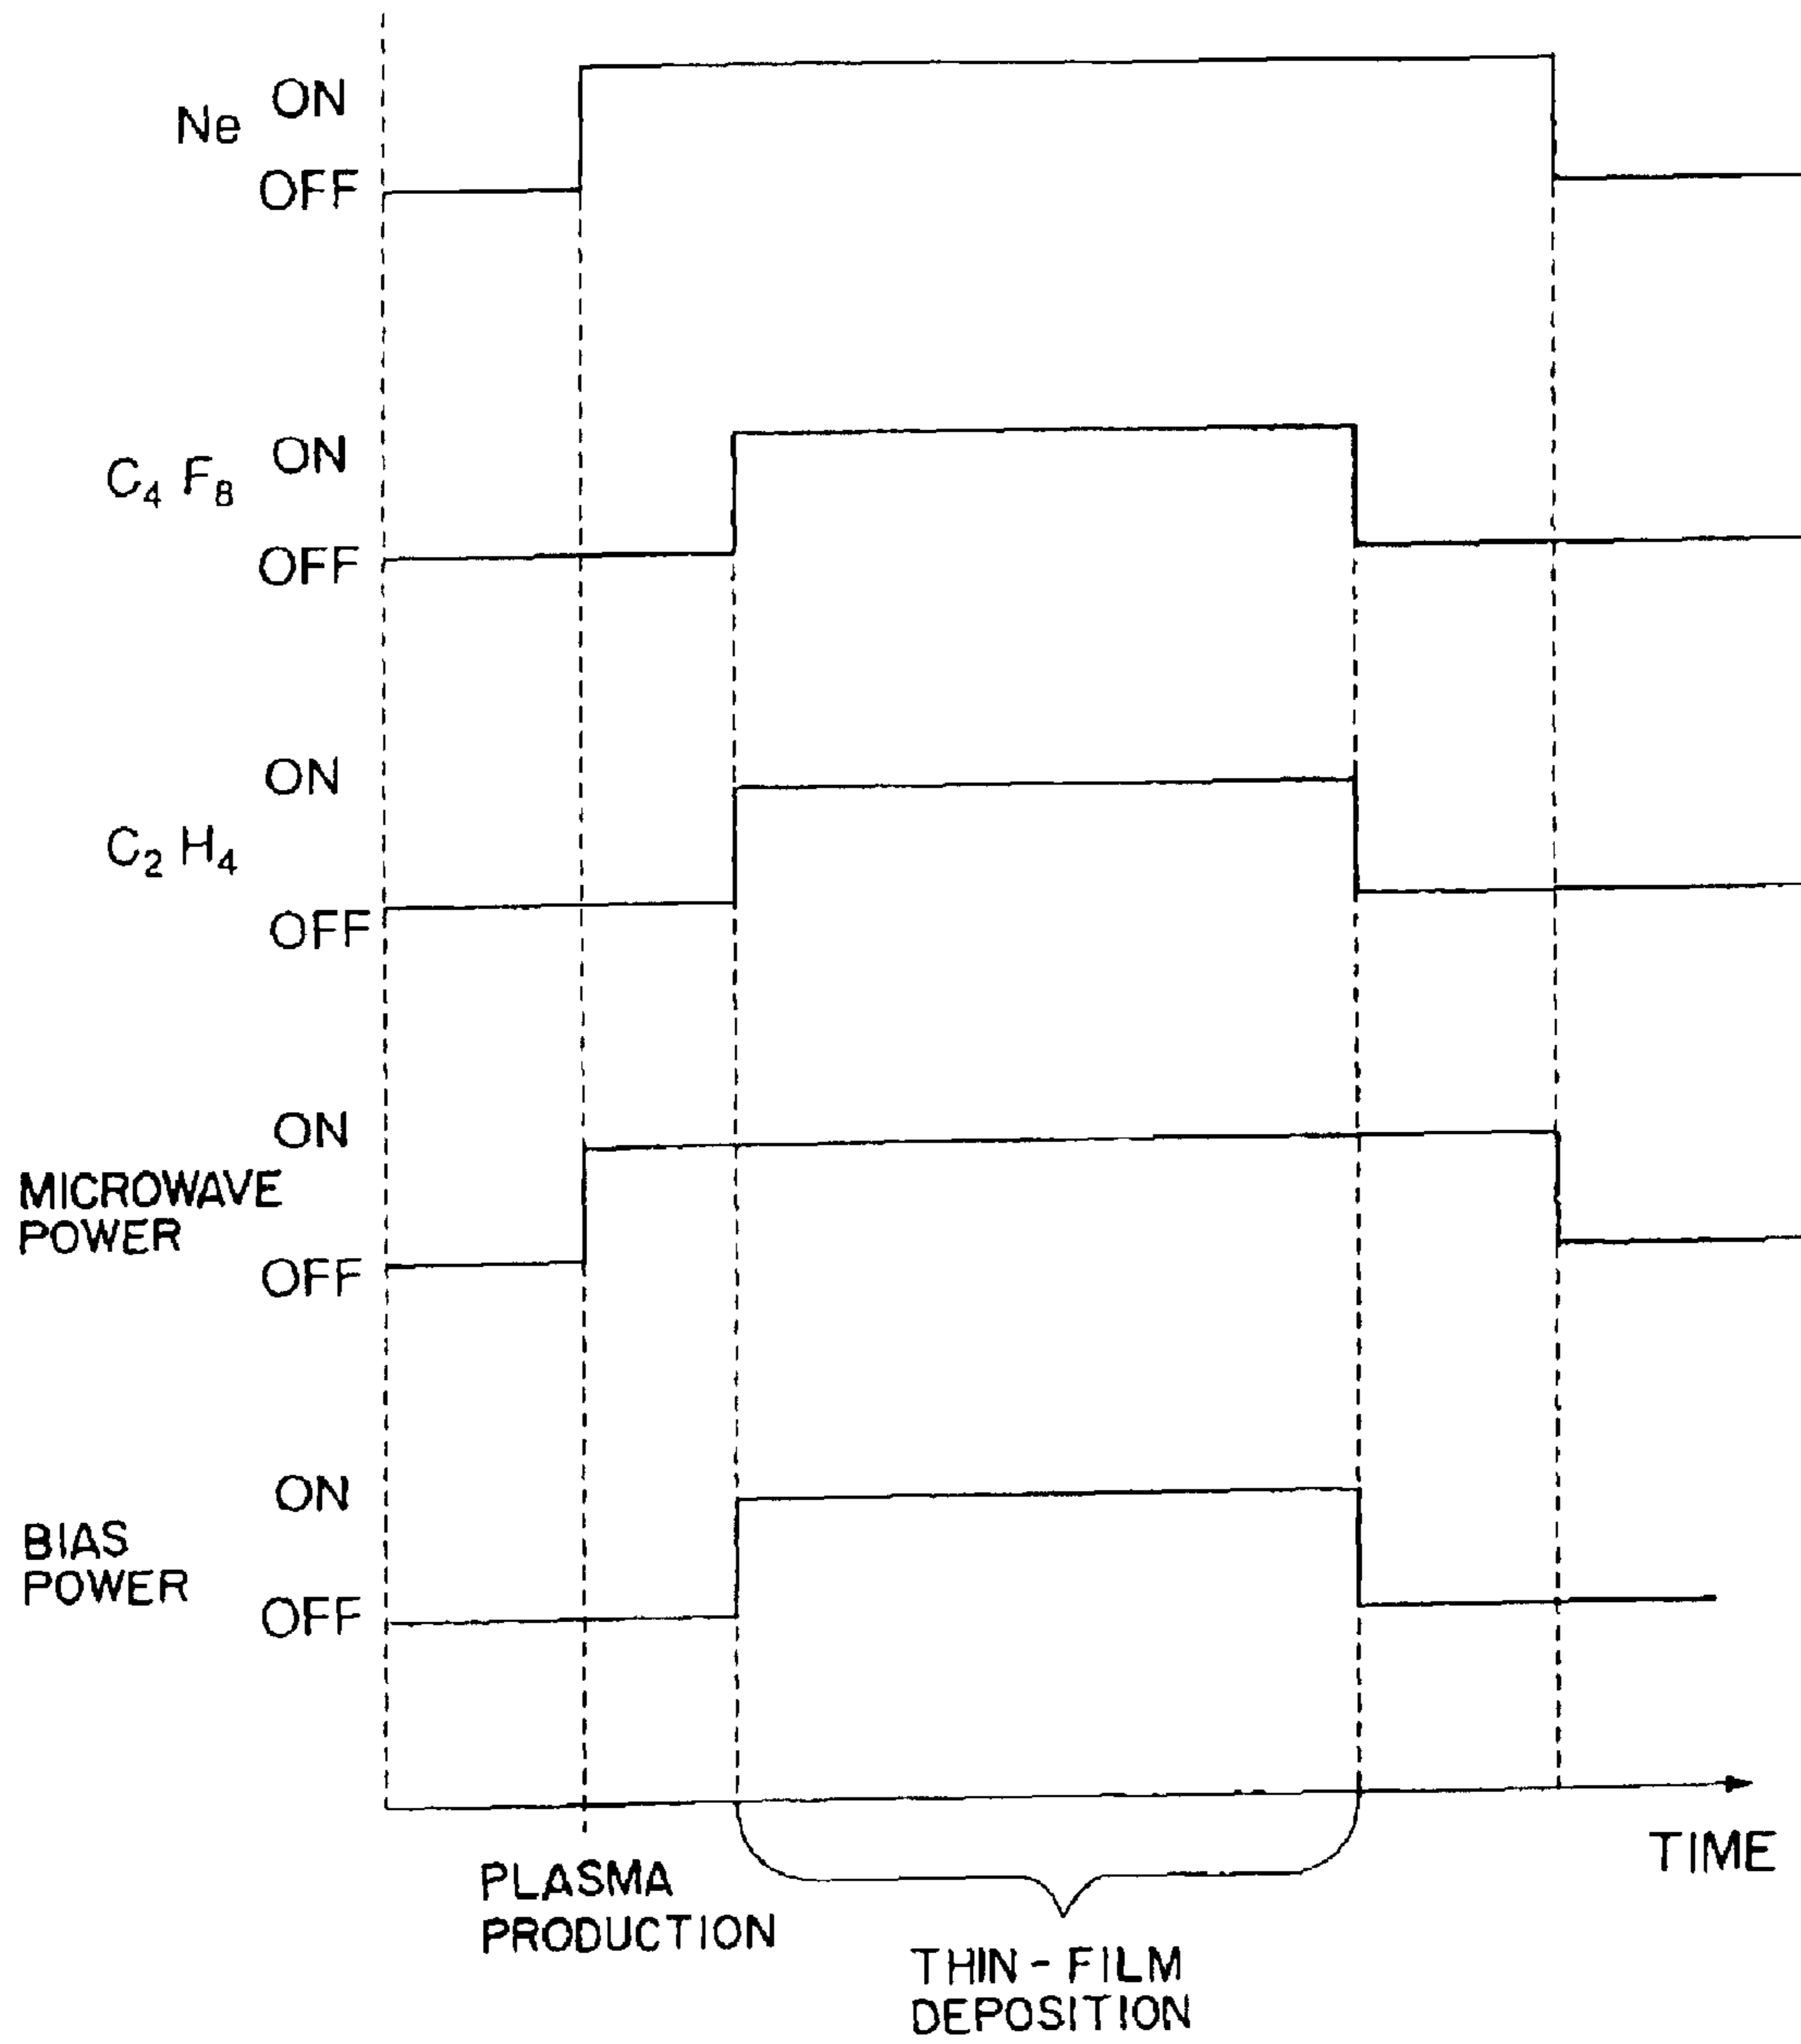 Ne ON
OFF
C₄ F₈ ON
OFF
ON
C₂ H₄
OFF
ON
MICROWAVE
POWER
OFF
ON
BIAS
POWER
OFF
TIME
PLASMA
PRODUCTION
THIN-FILM
DEPOSITION